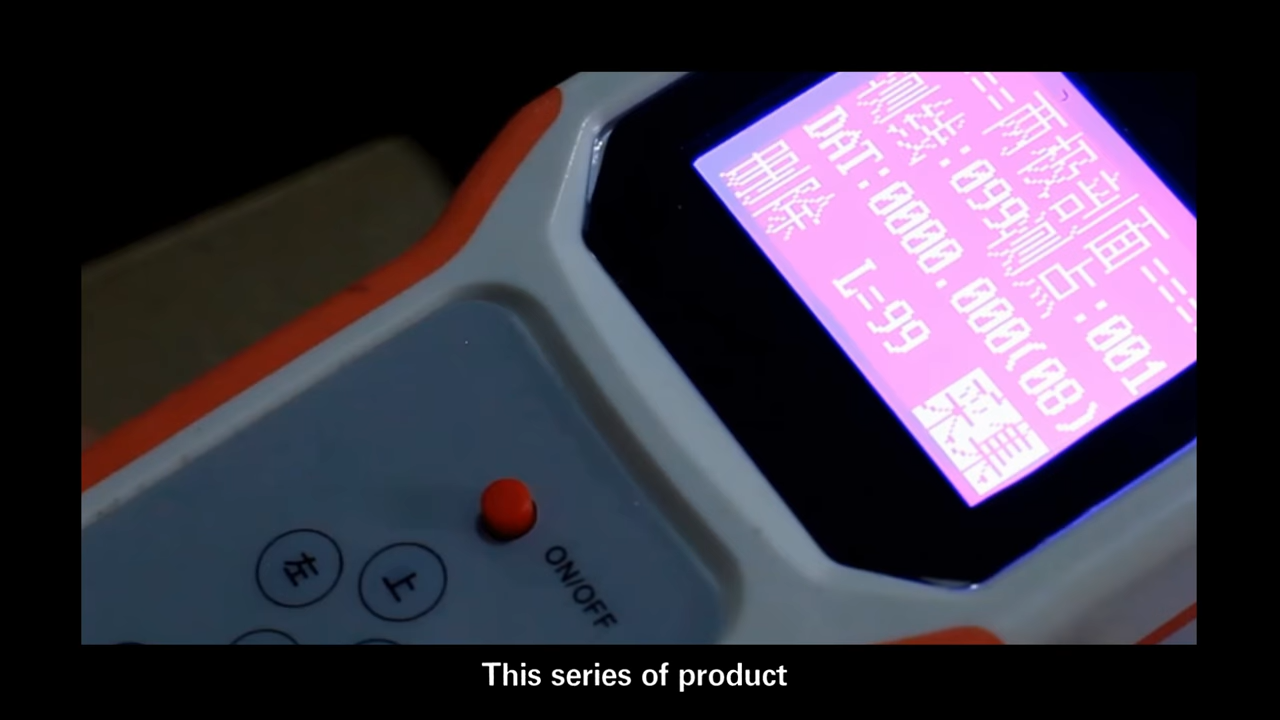 ==两极剖面==
测线:099测点:001
DAT:0000.000(08)
删除 L=99 采集
ON/OFF
左 上
This series of product